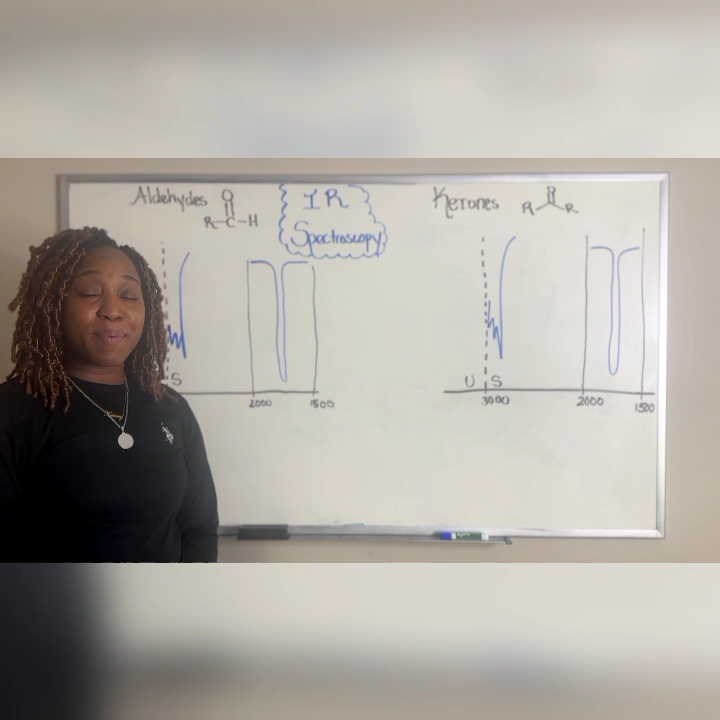 Aldehydes
O
R-C-H
IR
Spectroscopy
Ketones
O
R R
S
2000 1500
U S
3000 2000 1500